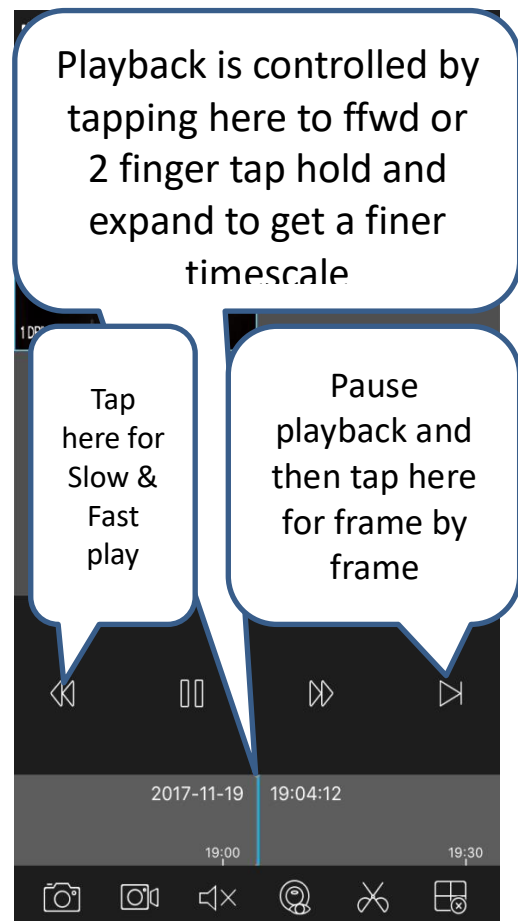 Playback is controlled by
tapping here to ffwd or
2 finger tap hold and
expand to get a finer
timescale
Tap
here for
Slow &
Fast
play
Pause
playback and
then tap here
for frame by
frame
2017-11-19 19:04:12
19:00 19:30